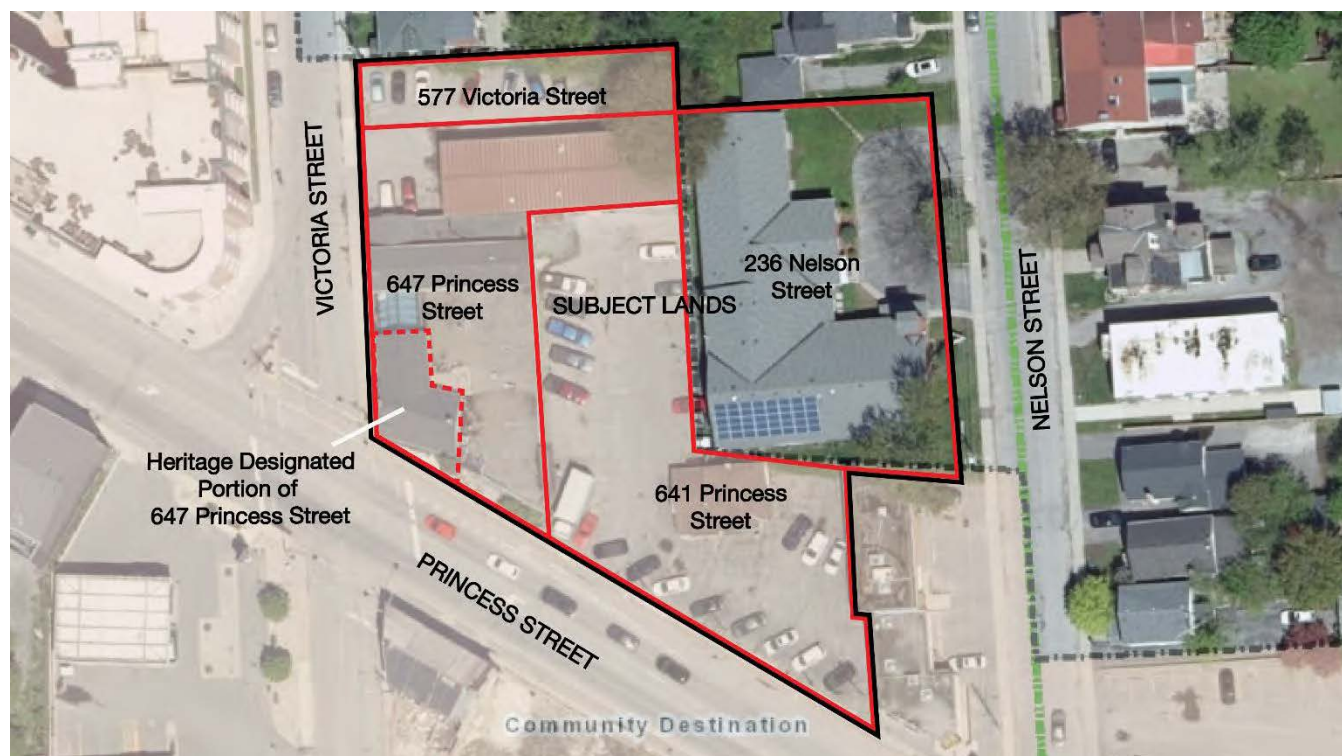 577 Victoria Street
VICTORIA STREET
647 Princess
Street
SUBJECT LANDS
236 Nelson
Street
NELSON STREET
Heritage Designated
Portion of
647 Princess Street
641 Princess
Street
PRINCESS STREET
Community Destination